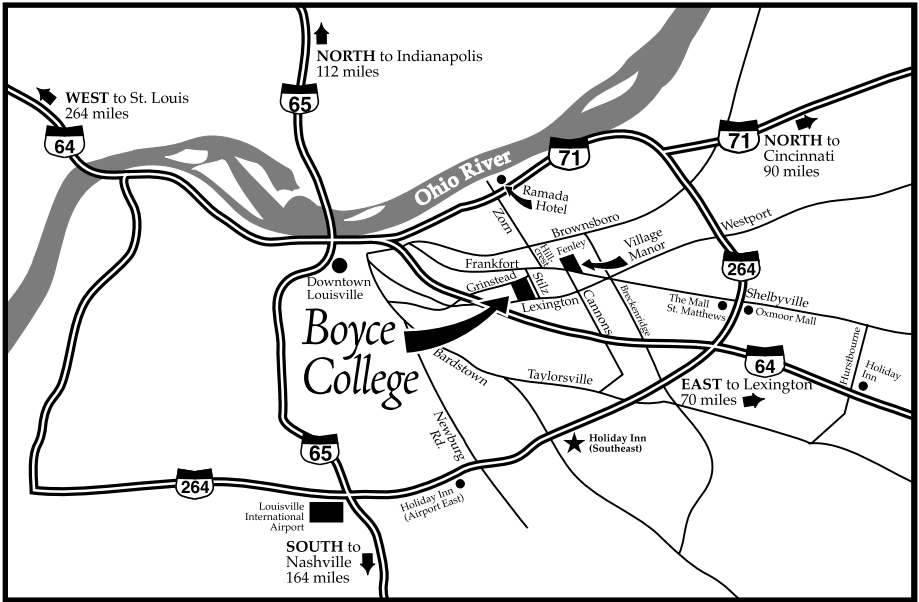 NORTH to Indianapolis
112 miles
WEST to St. Louis
264 miles
65
64
71
71
NORTH to
Cincinnati
90 miles
Ohio River
Ramada
Hotel
Zorn
Brownsboro
Westport
Hill-
crest
Fenley
Village
Manor
Frankfort
264
Downtown
Louisville
Grinstead
Stilz
Lexington
Cannons
Breckenridge
The Mall
St. Matthews
Shelbyville
Oxmoor Mall
Boyce
College
Bardstown
Taylorsville
Hurstbourne
Holiday
Inn
64
EAST to Lexington
70 miles
Newburg
Rd.
Holiday Inn
(Southeast)
65
264
Holiday Inn
(Airport East)
Louisville
International
Airport
SOUTH to
Nashville
164 miles